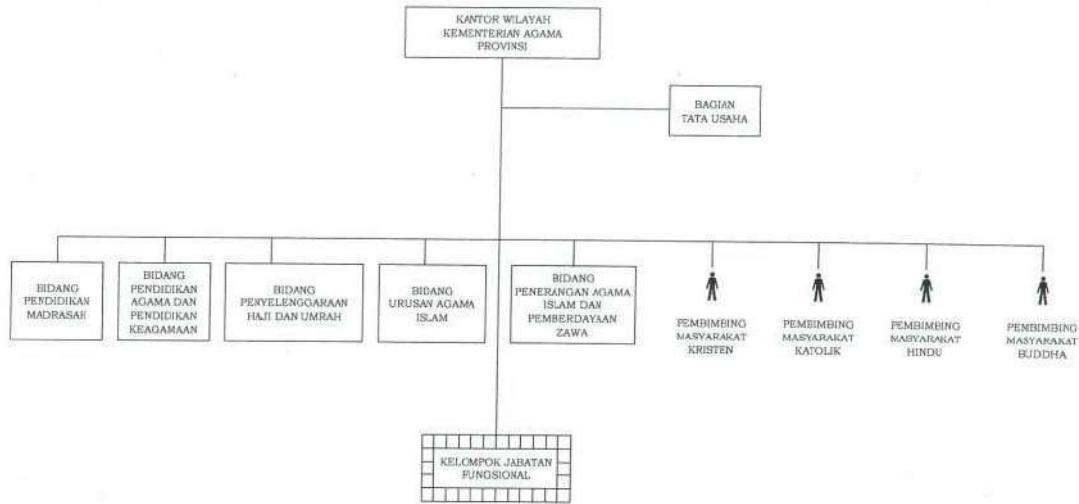 KANTOR WILAYAH
KEMENTERIAN AGAMA
PROVINSI
BAGIAN
TATA USAHA
BIDANG
PENDIDIKAN
MADRASAH
BIDANG
PENDIDIKAN
AGAMA DAN
PENDIDIKAN
KEAGAMAAN
BIDANG
PENYELENGGARAAN
HAJI DAN UMRAH
BIDANG
URUSAN AGAMA
ISLAM
BIDANG
PENERANGAN AGAMA
ISLAM DAN
PEMBERDAYAAN
ZAWA
PEMBIMBING
MASYARAKAT
KRISTEN
PEMBIMBING
MASYARAKAT
KATOLIK
PEMBIMBING
MASYARAKAT
HINDU
PEMBIMBING
MASYARAKAT
BUDDHA
KELOMPOK JABATAN
FUNGSIONAL